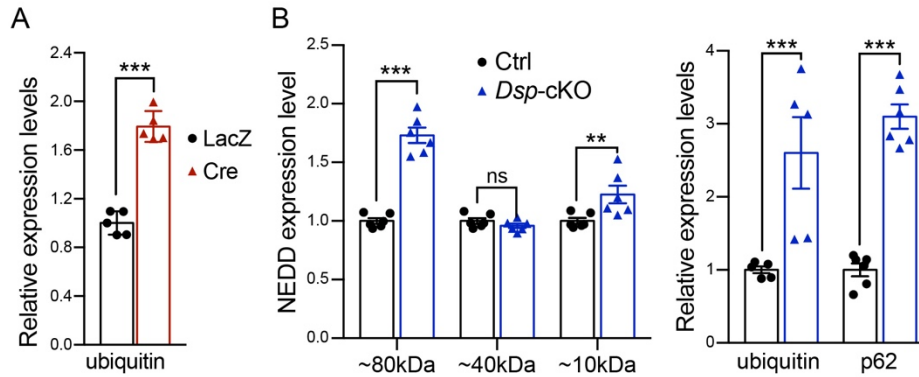 A
Relative expression levels
2.4
2.0
1.6
1.2
0.8
0.4
0.0
***
LacZ
Cre
ubiquitin
B
NEDD expression level
2.5
2.0
1.5
1.0
0.5
0.0
***
ns
**
Ctrl
Dsp-cKO
~80kDa
~40kDa
~10kDa
Relative expression levels
4
3
2
1
0
***
***
ubiquitin
p62